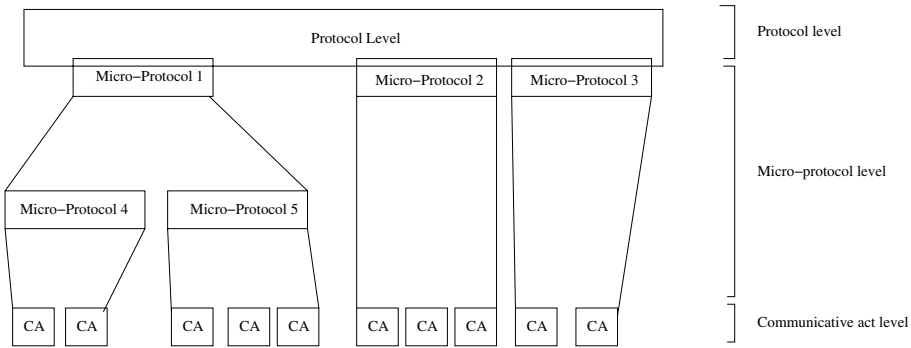 Protocol Level
Protocol level
Micro−Protocol 1
Micro−Protocol 2
Micro−Protocol 3
Micro−protocol level
Micro−Protocol 4
Micro−Protocol 5
CA
CA
CA
CA
CA
CA
CA
CA
CA
CA
Communicative act level